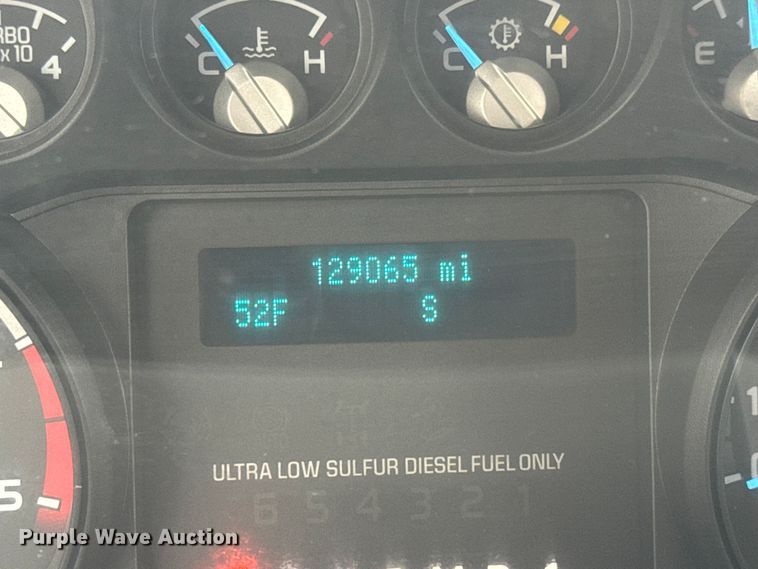 RBO
x 10
4
C H
C H
E
129065 mi
52F S
ULTRA LOW SULFUR DIESEL FUEL ONLY
6 5 4 3 2 1
5
1
Purple Wave Auction